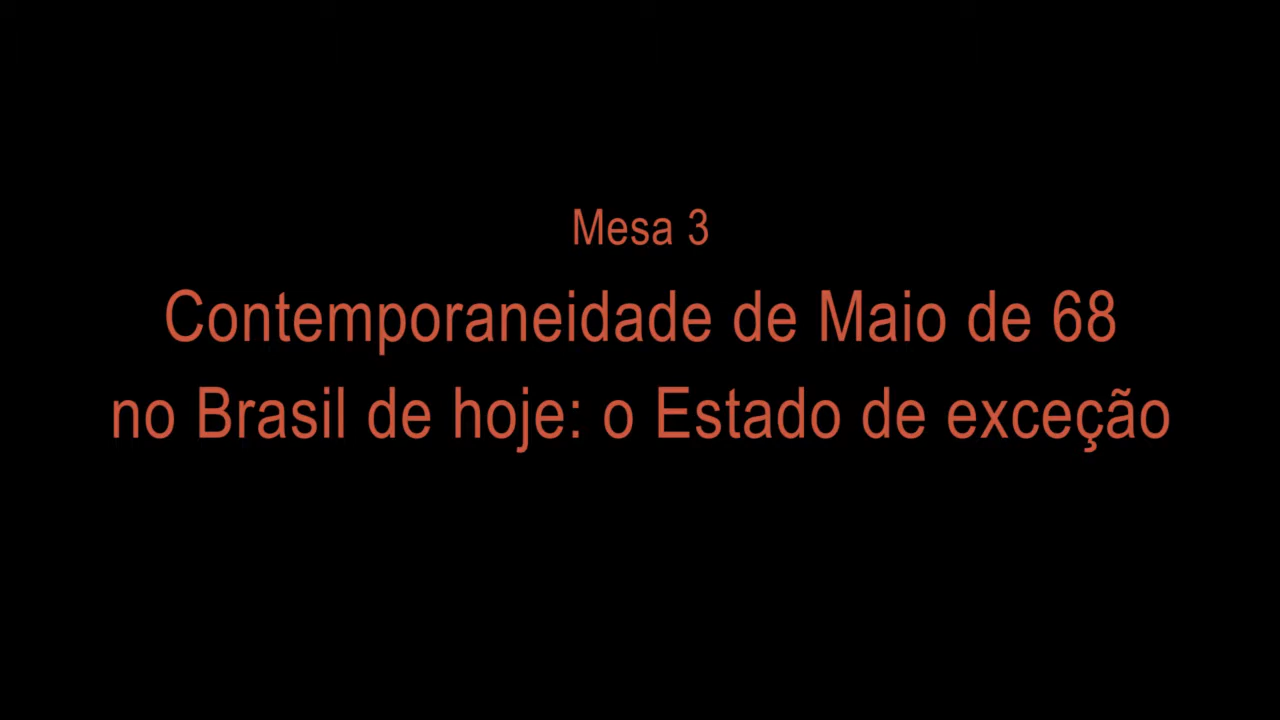 Mesa 3
Contemporaneidade de Maio de 68
no Brasil de hoje: o Estado de exceção